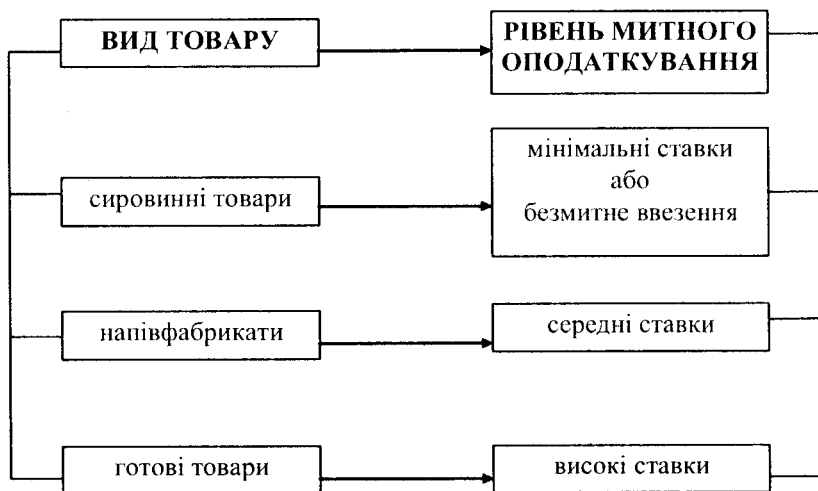 ВИД ТОВАРУ
РІВЕНЬ МИТНОГО
ОПОДАТКУВАННЯ
сировинні товари
мінімальні ставки
або
безмитне ввезення
напівфабрикати
середні ставки
готові товари
високі ставки